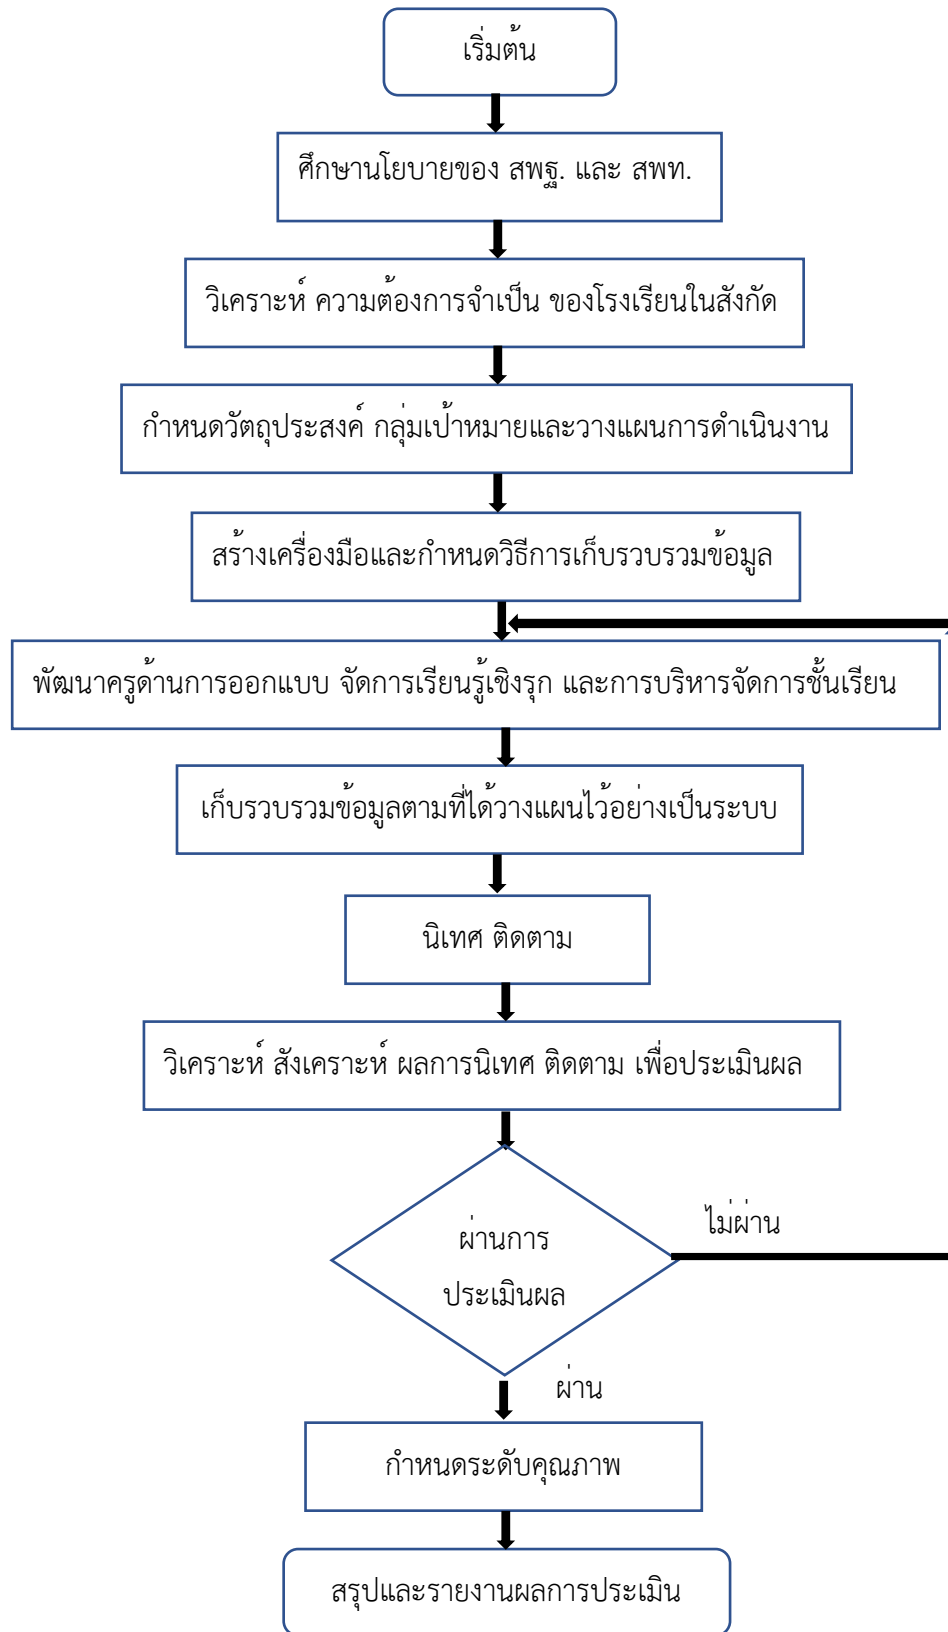 เริ่มต้น
ศึกษานโยบายของ สพฐ. และ สพท.
วิเคราะห์ ความต้องการจำเป็น ของโรงเรียนในสังกัด
กำหนดวัตถุประสงค์ กลุ่มเป้าหมายและวางแผนการดำเนินงาน
สร้างเครื่องมือและกำหนดวิธีการเก็บรวบรวมข้อมูล
พัฒนาครูด้านการออกแบบ จัดการเรียนรู้เชิงรุก และการบริหารจัดการชั้นเรียน
เก็บรวบรวมข้อมูลตามที่ได้วางแผนไว้อย่างเป็นระบบ
นิเทศ ติดตาม
วิเคราะห์ สังเคราะห์ ผลการนิเทศ ติดตาม เพื่อประเมินผล
ไม่ผ่าน
ผ่านการ
ประเมินผล
ผ่าน
กำหนดระดับคุณภาพ
สรุปและรายงานผลการประเมิน